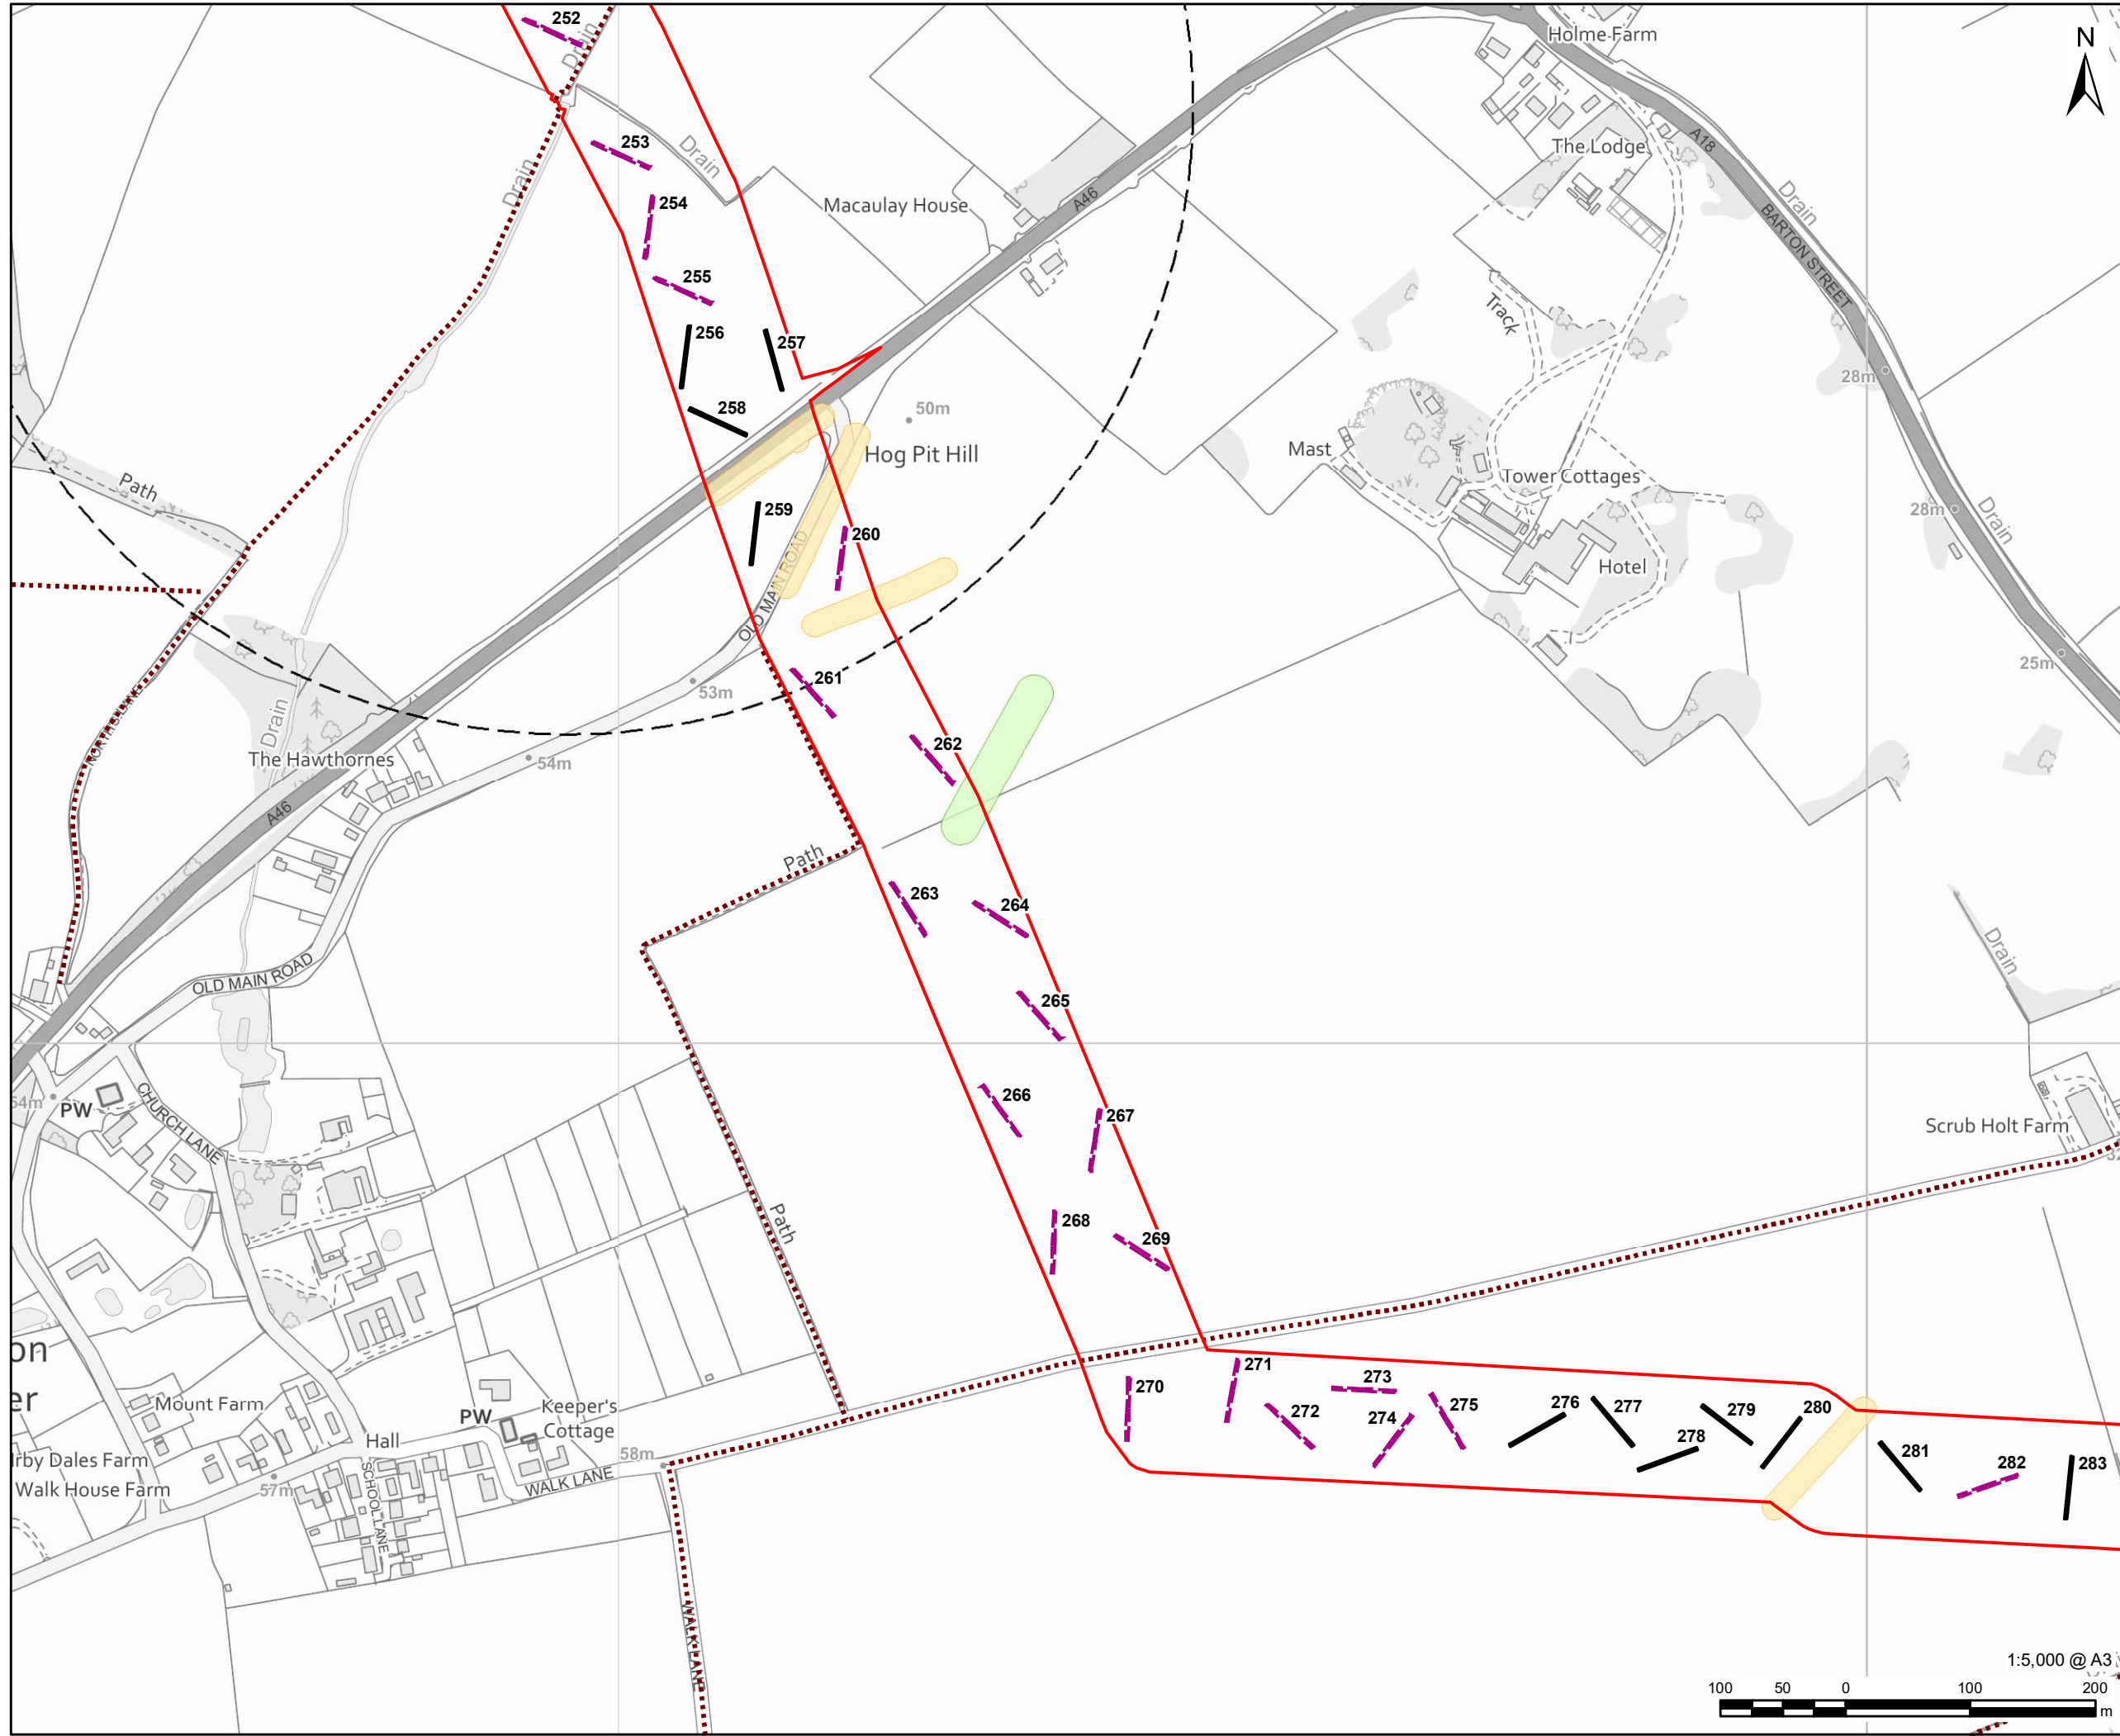 252
Drain
Holme Farm
N
253
Drain
Drain
The Lodge
A18
254
Macaulay House
A46
Drain
BARTON STREET
255
Track
256
257
28m
258
50m
Hog Pit Hill
Mast
Tower Cottages
Path
259
28m
Drain
260
Hotel
OLD MAIN ROAD
25m
261
53m
Drain
262
The Hawthornes
54m
A46
Path
263
264
Drain
OLD MAIN ROAD
265
54m
PW
CHURCH LANE
266
267
Scrub Holt Farm
Path
268
269
on
er
271
273
270
Mount Farm
PW
Keeper's
Cottage
272
274
275
276
277
279
280
278
Hall
58m
281
282
283
irby Dales Farm
Walk House Farm
57m
SCHOOL LANE
WALK LANE
WALK LANE
1:5,000 @ A3
100 50 0 100 200
m